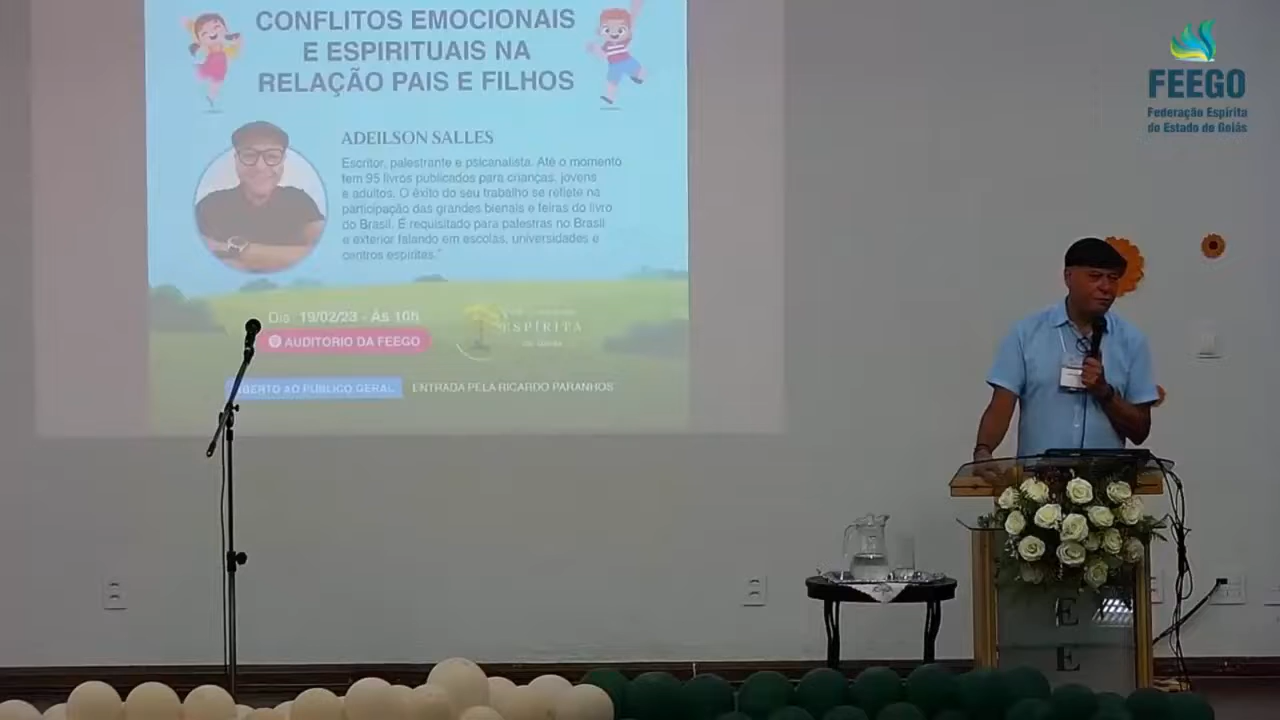 CONFLITOS EMOCIONAIS
E ESPIRITUAIS NA
RELAÇÃO PAIS E FILHOS
ADEILSON SALLES
Escritor, palestrante e psicanalista. Até o momento
tem 95 livros publicados para crianças, jovens
e adultos. O êxito do seu trabalho se reflete na
participação das grandes bienais e feiras do livro
do Brasil. É requisitado para palestras no Brasil
e exterior falando em escolas, universidades e
centros espíritas."
Dia 19/02/23 - Às 10h
AUDITÓRIO DA FEEGO
ESPÍRITA
ABERTO AO PÚBLICO GERAL
ENTRADA PELA RICARDO PARANHOS
FEEGO
Federação Espírita
do Estado de Goiás
E
E